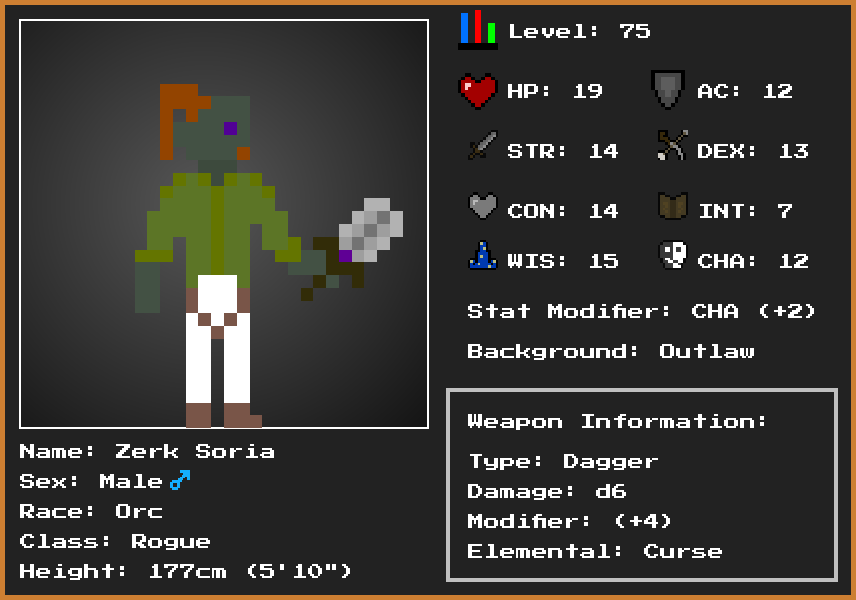 Level: 75
HP: 19 AC: 12
STR: 14 DEX: 13
CON: 14 INT: 7
WIS: 15 CHA: 12
Stat Modifier: CHA (+2)
Background: Outlaw
Weapon Information:
Type: Dagger
Damage: d6
Modifier: (+4)
Elemental: Curse
Name: Zerk Soria
Sex: Male ♂
Race: Orc
Class: Rogue
Height: 177cm (5'10")